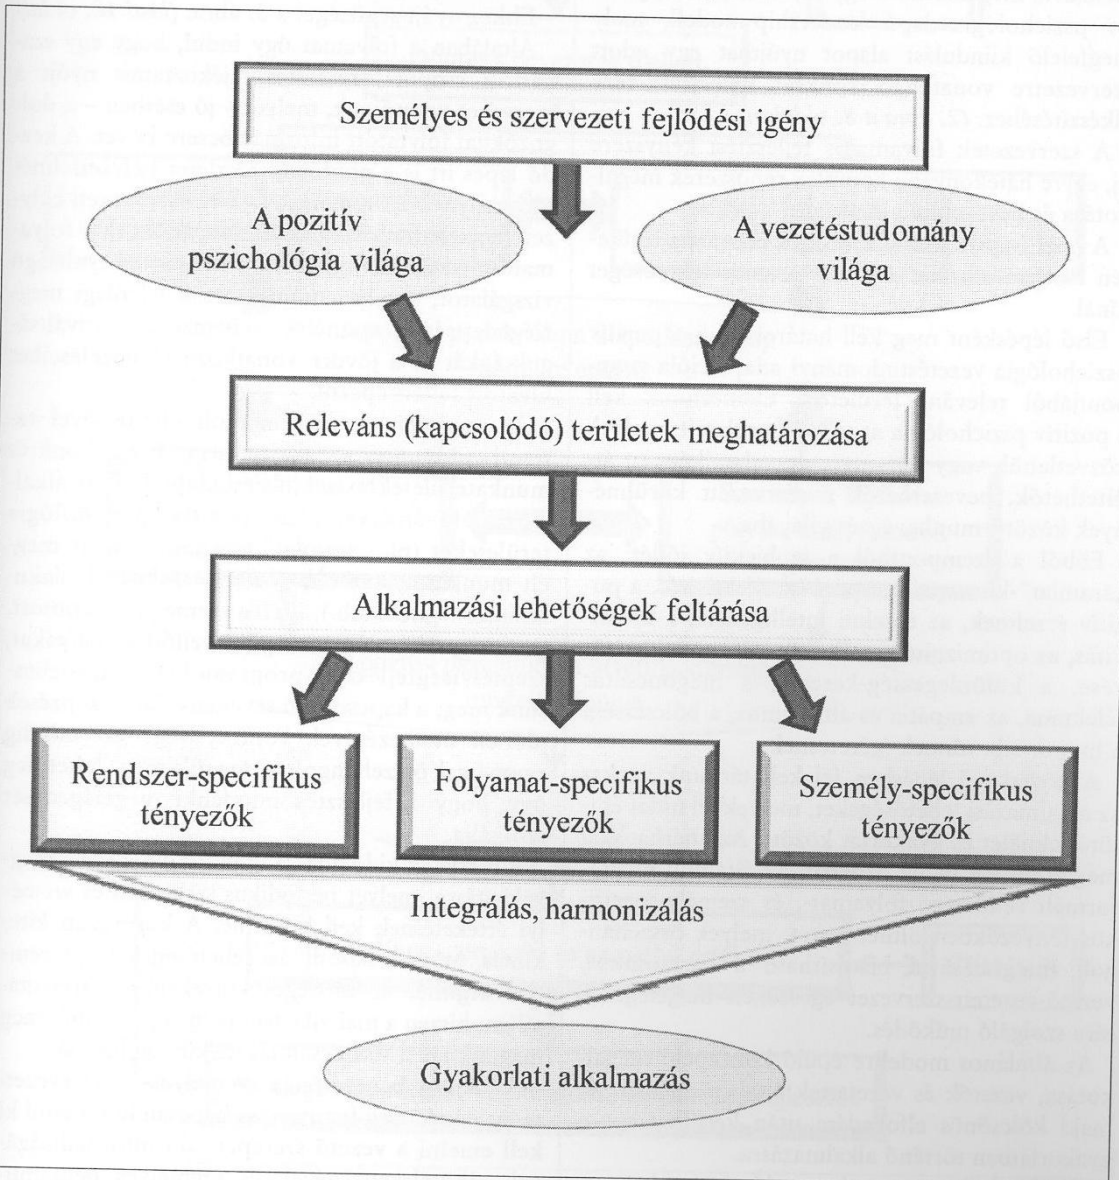 Személyes és szervezeti fejlődési igény
A pozitív
pszichológia világa
A vezetéstudomány
világa
Releváns (kapcsolódó) területek meghatározása
Alkalmazási lehetőségek feltárása
Rendszer-specifikus
tényezők
Folyamat-specifikus
tényezők
Személy-specifikus
tényezők
Integrálás, harmonizálás
Gyakorlati alkalmazás